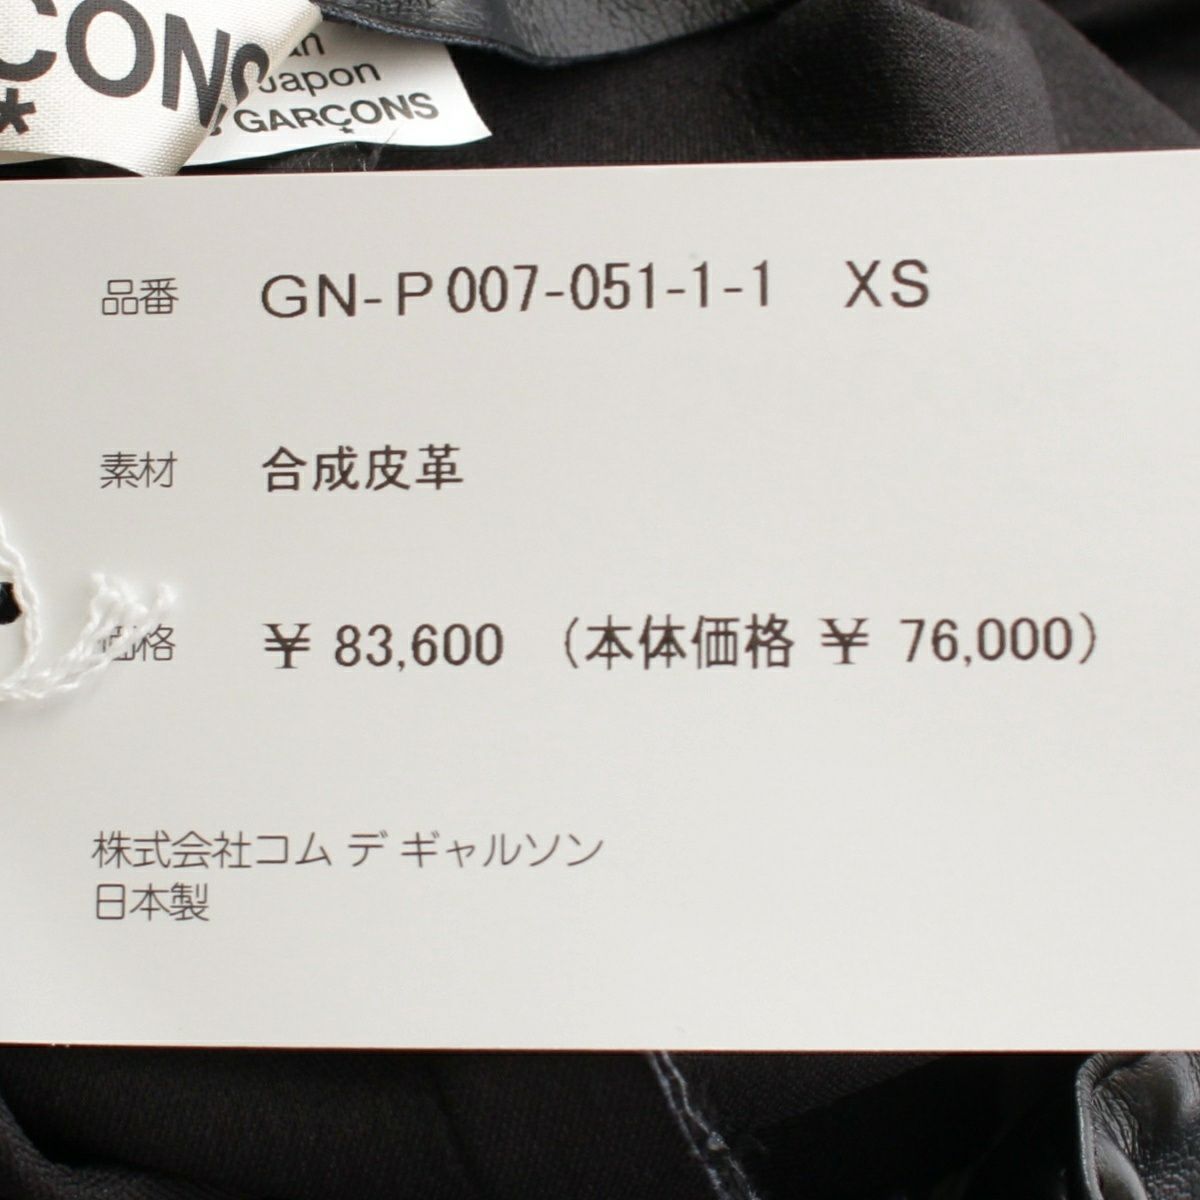 ÇONS
*
Japon
GARÇONS
品番 GN-P007-051-1-1 XS
素材 合成皮革
価格 ¥ 83,600 (本体価格 ¥ 76,000)
株式会社コム デ ギャルソン
日本製